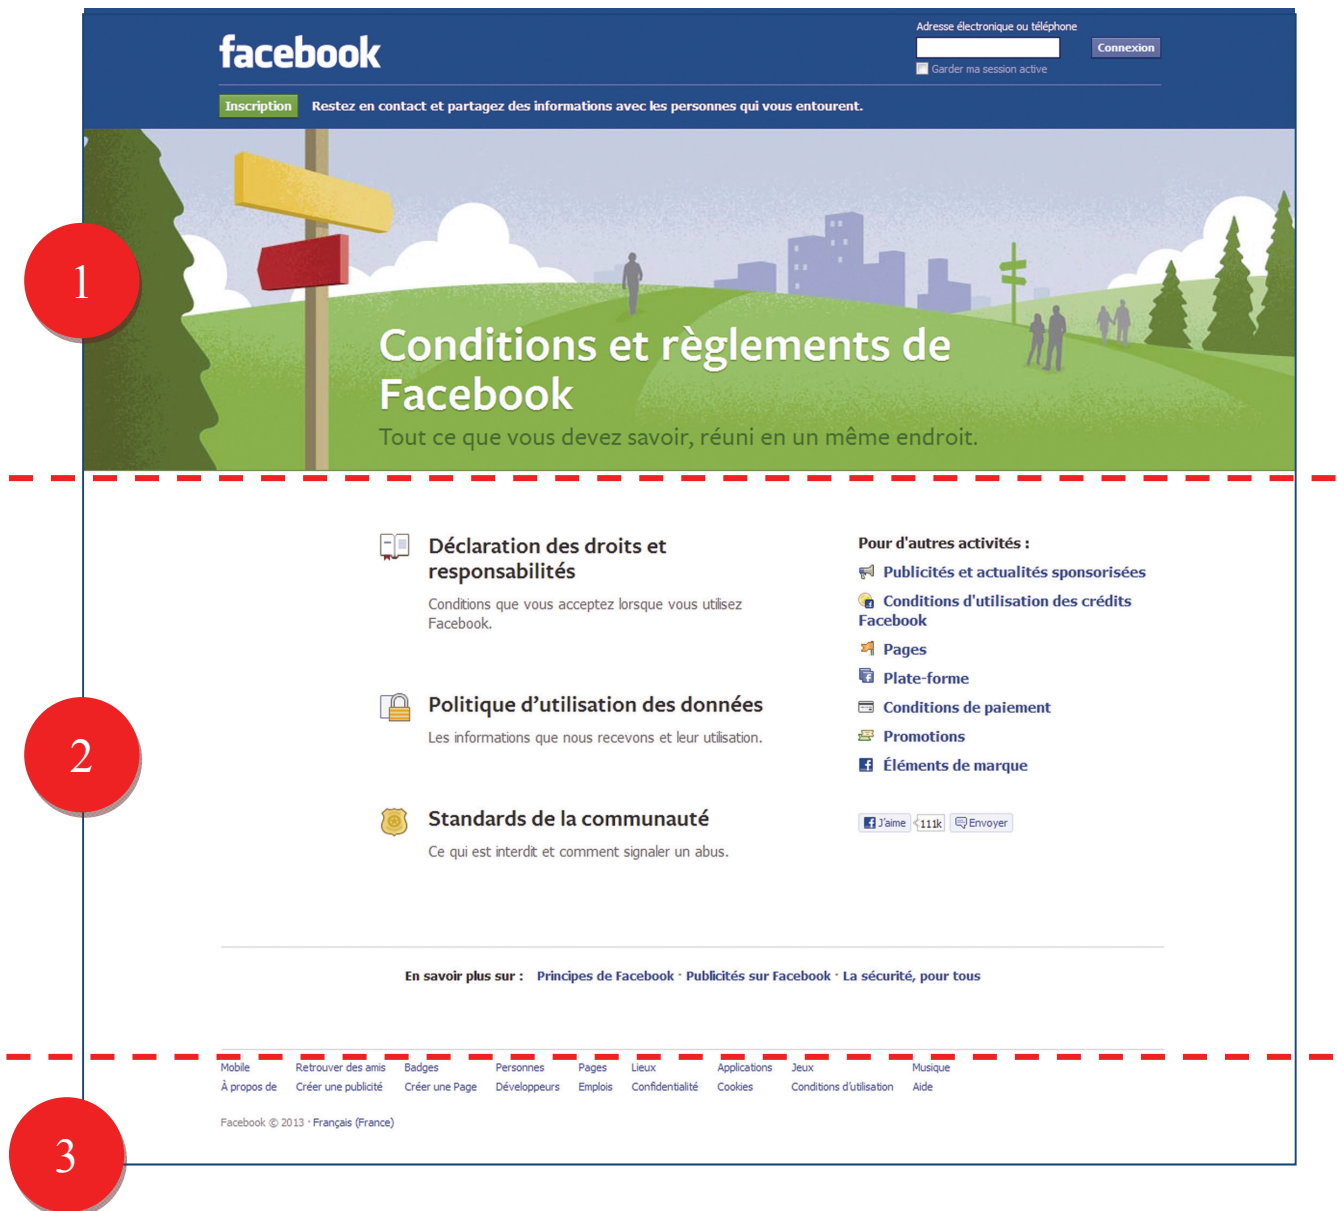 facebook
Adresse électronique ou téléphone
Connexion
Garder ma session active
Inscription
Restez en contact et partagez des informations avec les personnes qui vous entourent.
1
Conditions et règlements de
Facebook
Tout ce que vous devez savoir, réuni en un même endroit.
Déclaration des droits et
responsabilités
Conditions que vous acceptez lorsque vous utilisez
Facebook.
2
Politique d’utilisation des données
Les informations que nous recevons et leur utilisation.
Standards de la communauté
Ce qui est interdit et comment signaler un abus.
Pour d'autres activités :
Publicités et actualités sponsorisées
Conditions d'utilisation des crédits
Facebook
Pages
Plate-forme
Conditions de paiement
Promotions
Éléments de marque
J'aime 111k Envoyer
En savoir plus sur : Principes de Facebook · Publicités sur Facebook · La sécurité, pour tous
Mobile Retrouver des amis Badges Personnes Pages Lieux Applications Jeux Musique
À propos de Créer une publicité Créer une Page Développeurs Emplois Confidentialité Cookies Conditions d’utilisation Aide
Facebook © 2013 · Français (France)
3